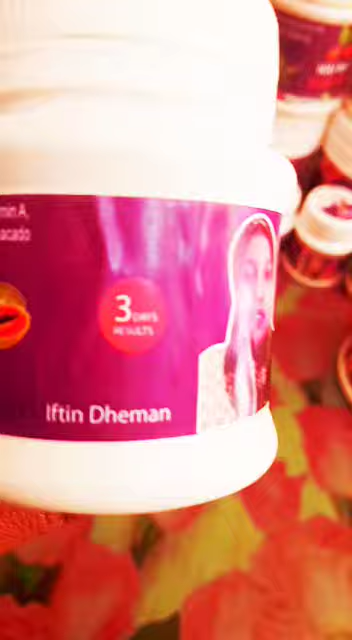 min A,
acado
3 DAYS
RESULTS
Iftin Dheman